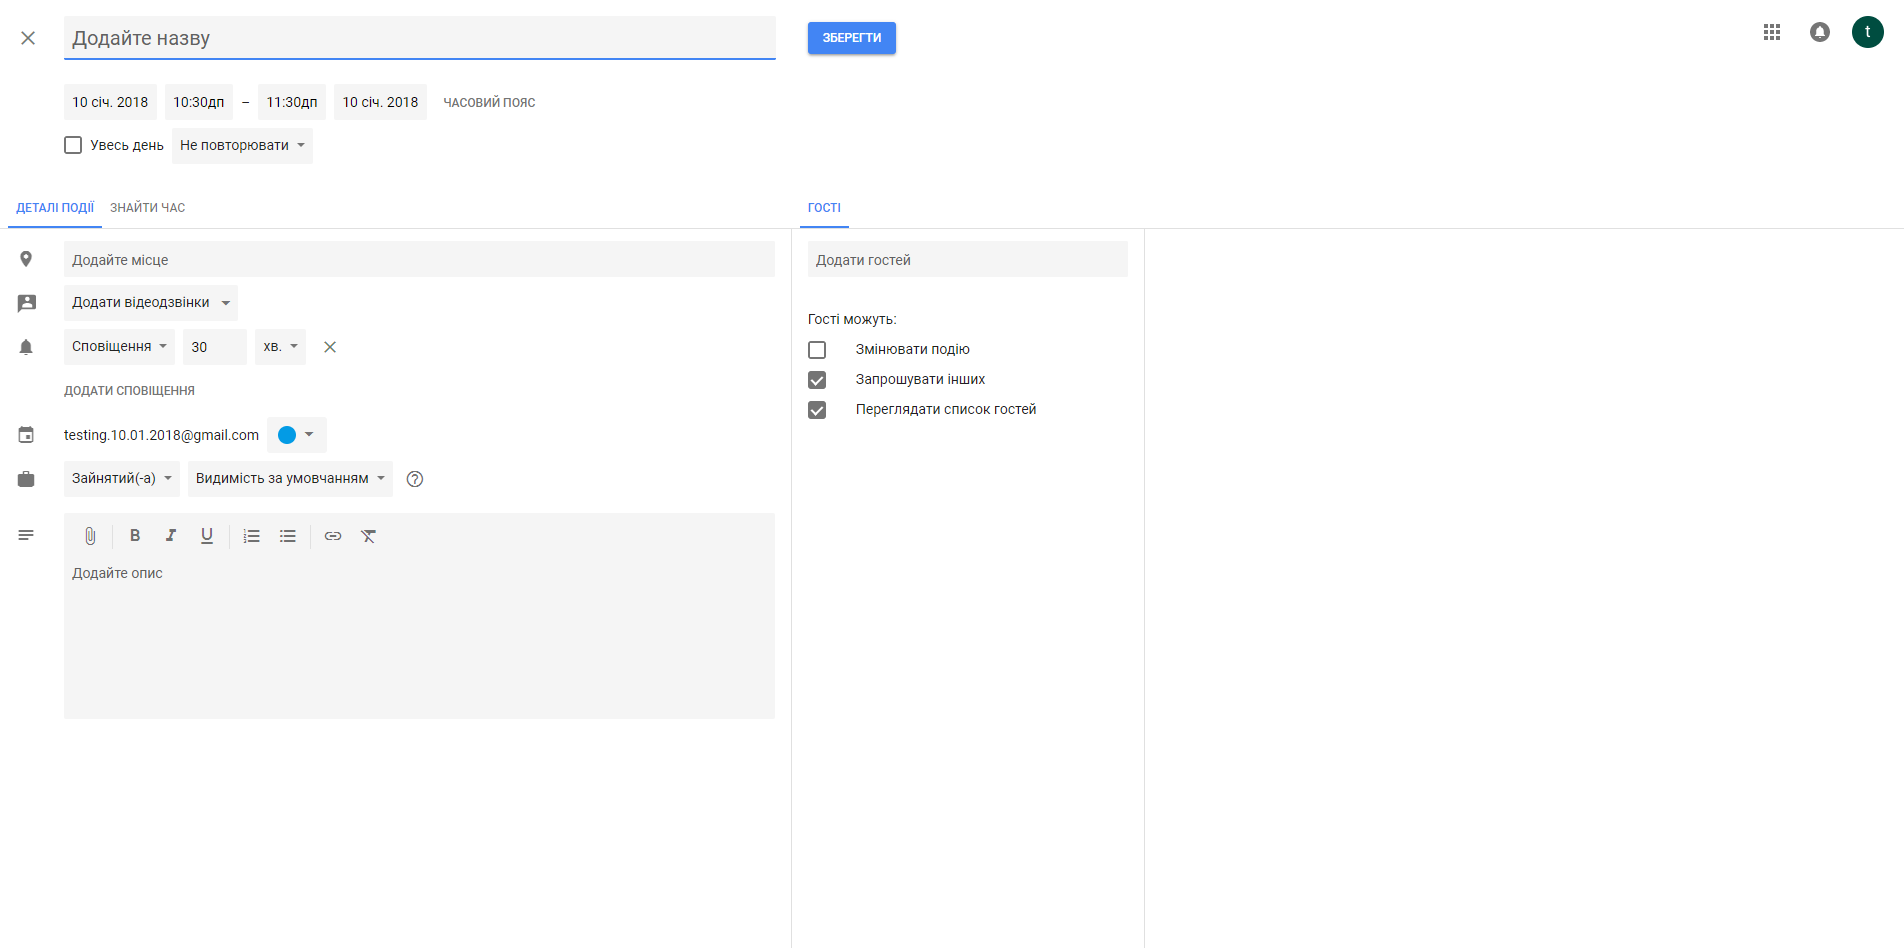 Додайте назву
ЗБЕРЕГТИ
t
10 січ. 2018 10:30дп – 11:30дп 10 січ. 2018 ЧАСОВИЙ ПОЯС
Увесь день Не повторювати
ДЕТАЛІ ПОДІЇ ЗНАЙТИ ЧАС
Додайте місце
Додати відеодзвінки
Сповіщення 30 хв.
ДОДАТИ СПОВІЩЕННЯ
testing.10.01.2018@gmail.com
Зайнятий(-а) Видимість за умовчанням
B I U
Додайте опис
ГОСТІ
Додати гостей
Гості можуть:
Змінювати подію
Запрошувати інших
Переглядати список гостей